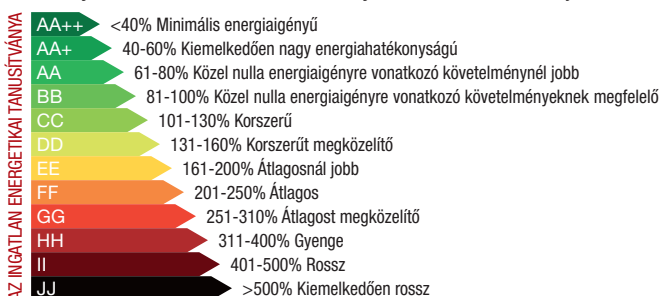 AZ INGATLAN ENERGETIKAI TANUSÍTVÁNYA
AA++ <40% Minimális energiaigényű
AA+ 40-60% Kiemelkedően nagy energiahatékonyságú
AA 61-80% Közel nulla energiaigényre vonatkozó követelménynél jobb
BB 81-100% Közel nulla energiaigényre vonatkozó követelményeknek megfelelő
CC 101-130% Korszerű
DD 131-160% Korszerűt megközelítő
EE 161-200% Átlagosnál jobb
FF 201-250% Átlagos
GG 251-310% Átlagost megközelítő
HH 311-400% Gyenge
II 401-500% Rossz
JJ >500% Kiemelkedően rossz